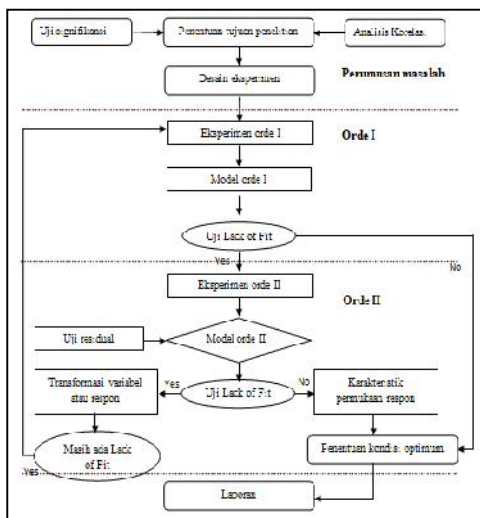 Uji signifikansi
Penentuan tujuan penelitian
Analisis Korelasi
Desain eksperimen
Perumusan masalah
Eksperimen orde I
Orde I
Model orde I
Uji Lack of Fit
Yes
No
Eksperimen orde II
Orde II
Uji residual
Model orde II
Transformasi variabel
atau respon
Yes
Uji Lack of Fit
No
Karakteristik
permukaan respon
Masih ada Lack
of Fit
Yes
Penentuan kondisi optimum
Laporan